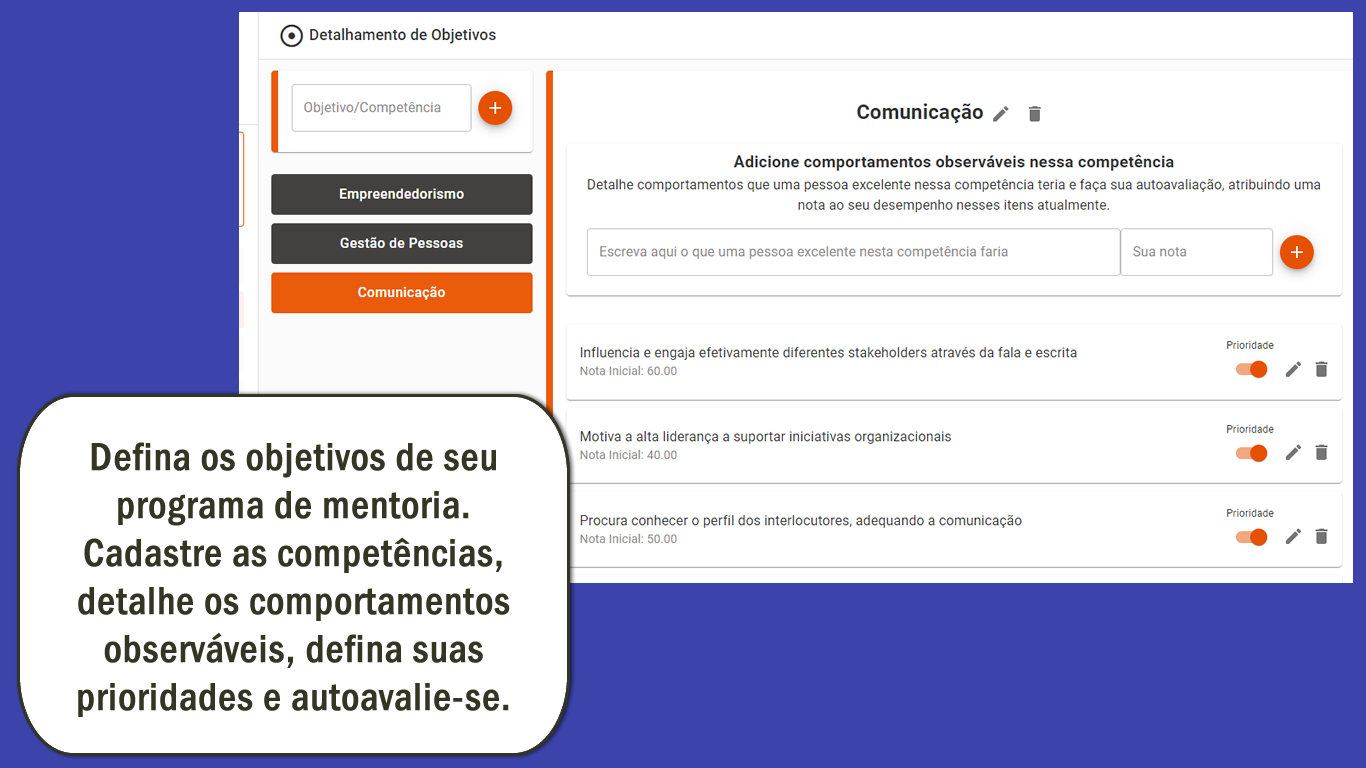 Detalhamento de Objetivos
Objetivo/Competência
+
Empreendedorismo
Gestão de Pessoas
Comunicação
Comunicação
Adicione comportamentos observáveis nessa competência
Detalhe comportamentos que uma pessoa excelente nessa competência teria e faça sua autoavaliação, atribuindo uma
nota ao seu desempenho nesses itens atualmente.
Escreva aqui o que uma pessoa excelente nesta competência faria
Sua nota
+
Influencia e engaja efetivamente diferentes stakeholders através da fala e escrita
Nota Inicial: 60.00
Prioridade
Motiva a alta liderança a suportar iniciativas organizacionais
Nota Inicial: 40.00
Prioridade
Procura conhecer o perfil dos interlocutores, adequando a comunicação
Nota Inicial: 50.00
Prioridade
Defina os objetivos de seu
programa de mentoria.
Cadastre as competências,
detalhe os comportamentos
observáveis, defina suas
prioridades e autoavalie-se.